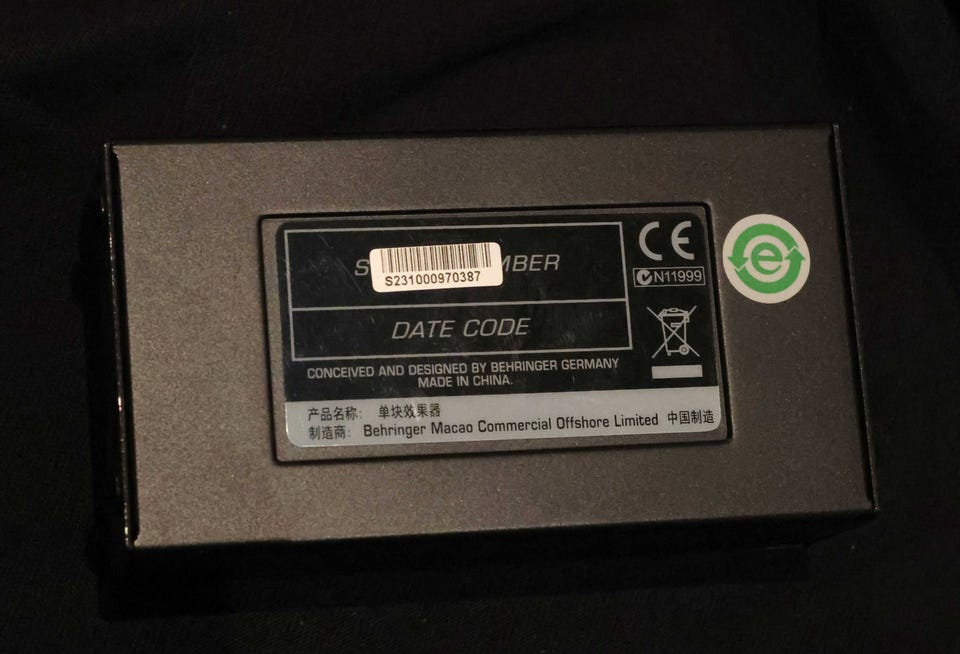 S MBER
S231000970387
DATE CODE
CONCEIVED AND DESIGNED BY BEHRINGER GERMANY
MADE IN CHINA.
CE
N11999
e
产品名称: 单块效果器
制造商: Behringer Macao Commercial Offshore Limited 中国制造